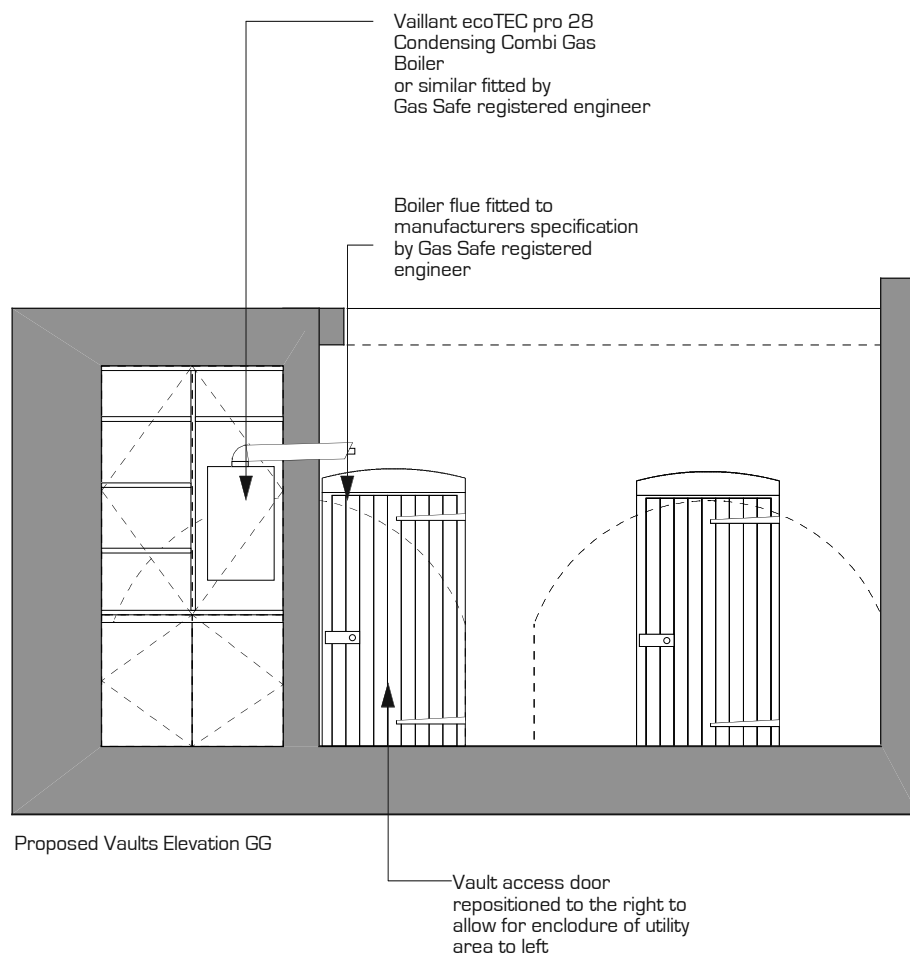 Vaillant ecoTEC pro 28
Condensing Combi Gas
Boiler
or similar fitted by
Gas Safe registered engineer
Boiler flue fitted to
manufacturers specification
by Gas Safe registered
engineer
Proposed Vaults Elevation GG
Vault access door
repositioned to the right to
allow for enclodure of utility
area to left